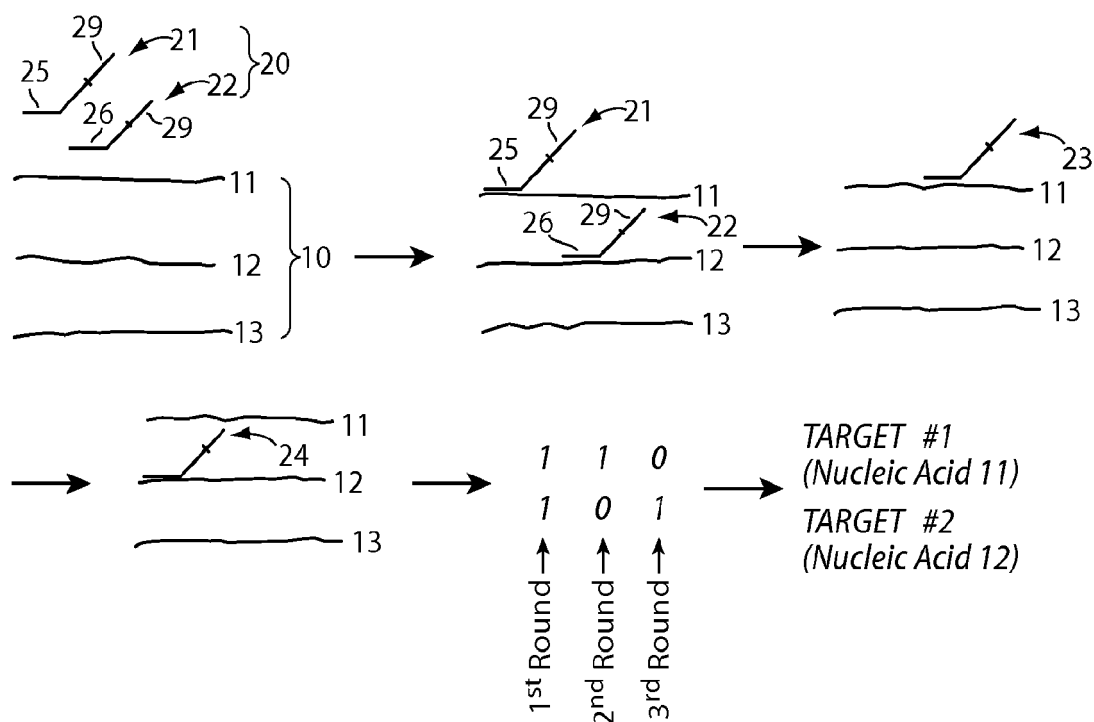 29 21
25 20
26 22
29
11
12 10
13
29 21
25
11
26 29 22
12
13
23
11
12
13
11
24
12
13
1 1 0
1 0 1
1st Round
2nd Round
3rd Round
TARGET #1
(Nucleic Acid 11)
TARGET #2
(Nucleic Acid 12)